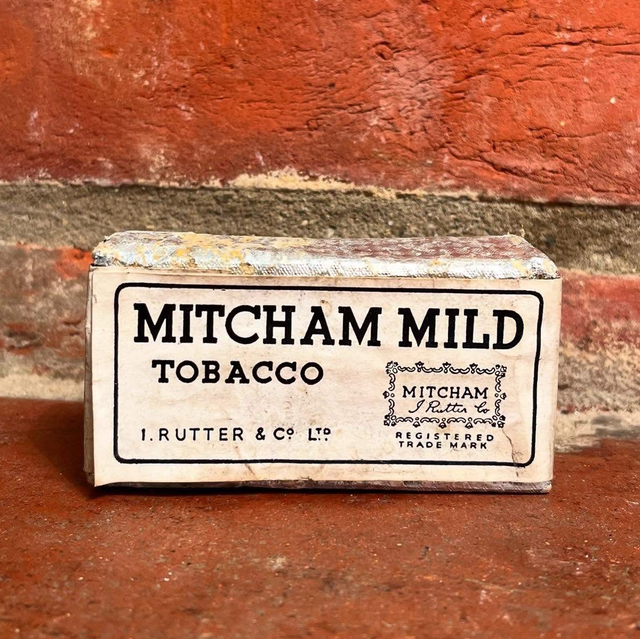 MITCHAM MILD
TOBACCO
MITCHAM
I Rutter Co
I. RUTTER & Cº LTD
REGISTERED
TRADE MARK